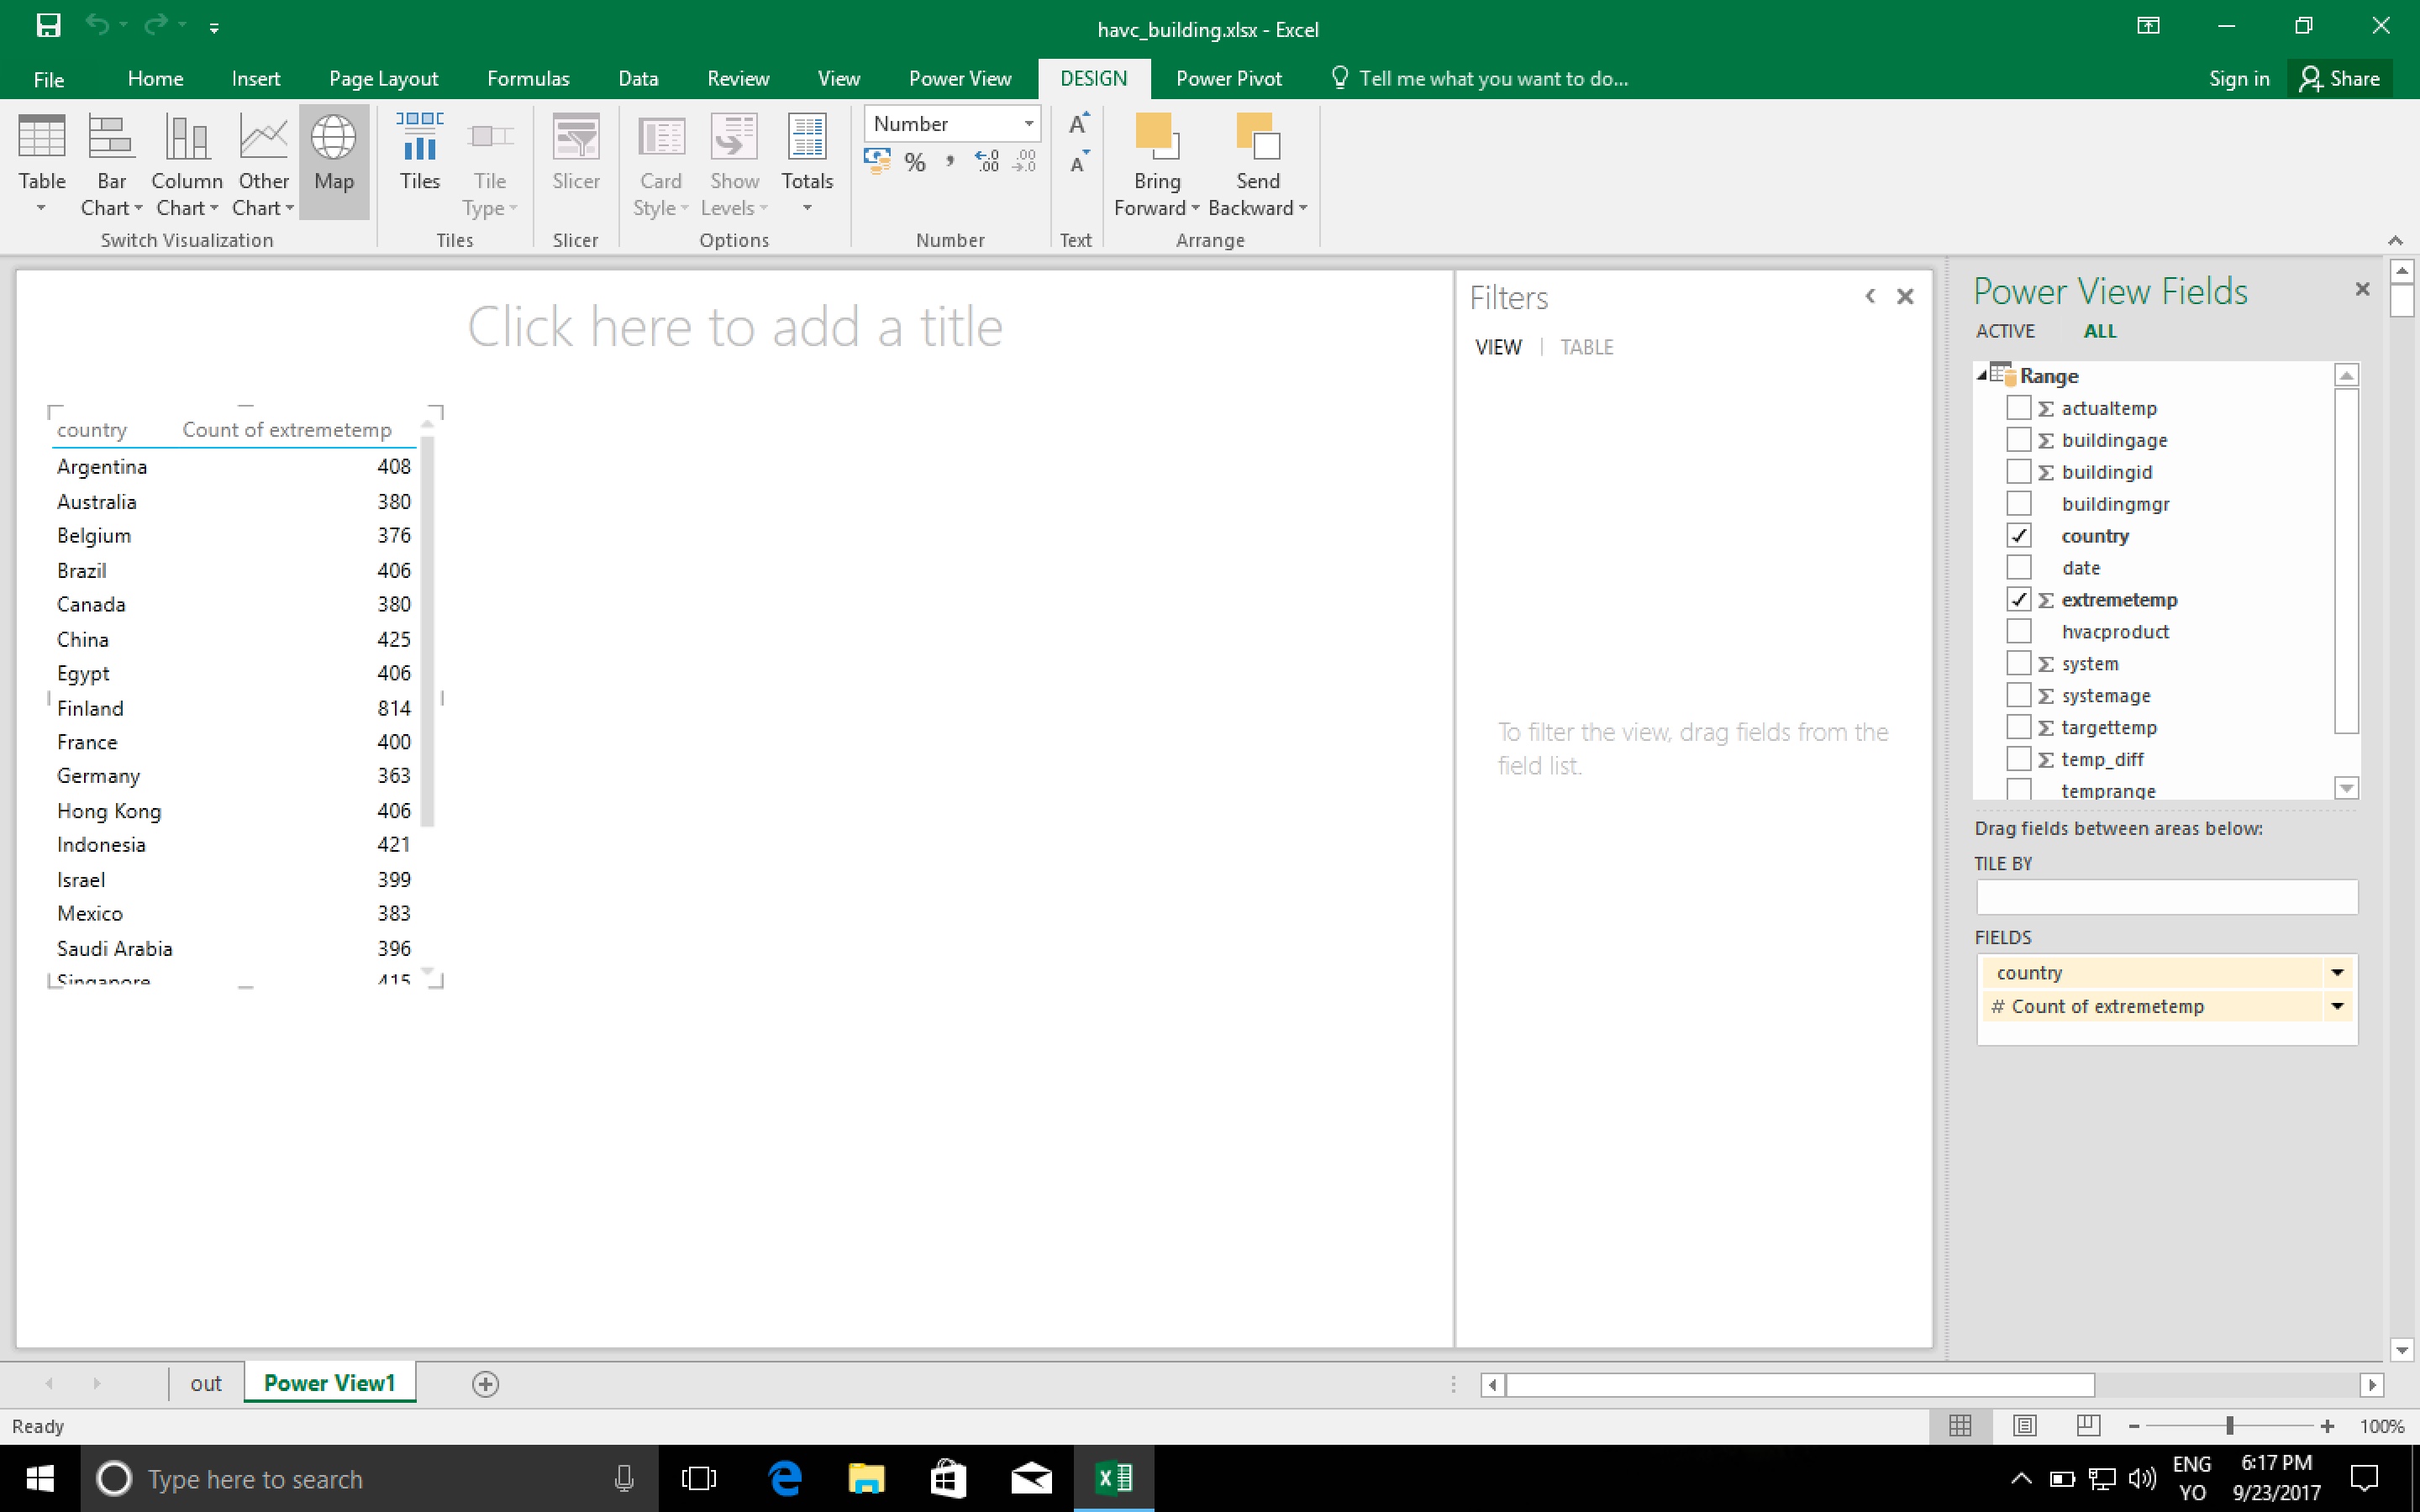 havc_building.xlsx - Excel
File Home Insert Page Layout Formulas Data Review View Power View DESIGN Power Pivot Tell me what you want to do... Sign in Share
Table Bar Chart Column Chart Other Chart Map Tiles Tile Type Slicer Card Style Show Levels Totals Number Bring Forward Send Backward
% , .0 .00 .00 .0 A A
Switch Visualization Tiles Slicer Options Number Text Arrange
Click here to add a title
country Count of extremetemp
Argentina 408
Australia 380
Belgium 376
Brazil 406
Canada 380
China 425
Egypt 406
Finland 814
France 400
Germany 363
Hong Kong 406
Indonesia 421
Israel 399
Mexico 383
Saudi Arabia 396
Singapore 415
Filters
VIEW | TABLE
To filter the view, drag fields from the
field list.
Power View Fields
ACTIVE ALL
Range
Σ actualtemp
Σ buildingage
Σ buildingid
buildingmgr
country
date
Σ extremetemp
hvacproduct
Σ system
Σ systemage
Σ targettemp
Σ temp_diff
temprange
Drag fields between areas below:
TILE BY
FIELDS
country
# Count of extremetemp
out Power View1
Ready 100%
Type here to search
ENG 6:17 PM
YO 9/23/2017